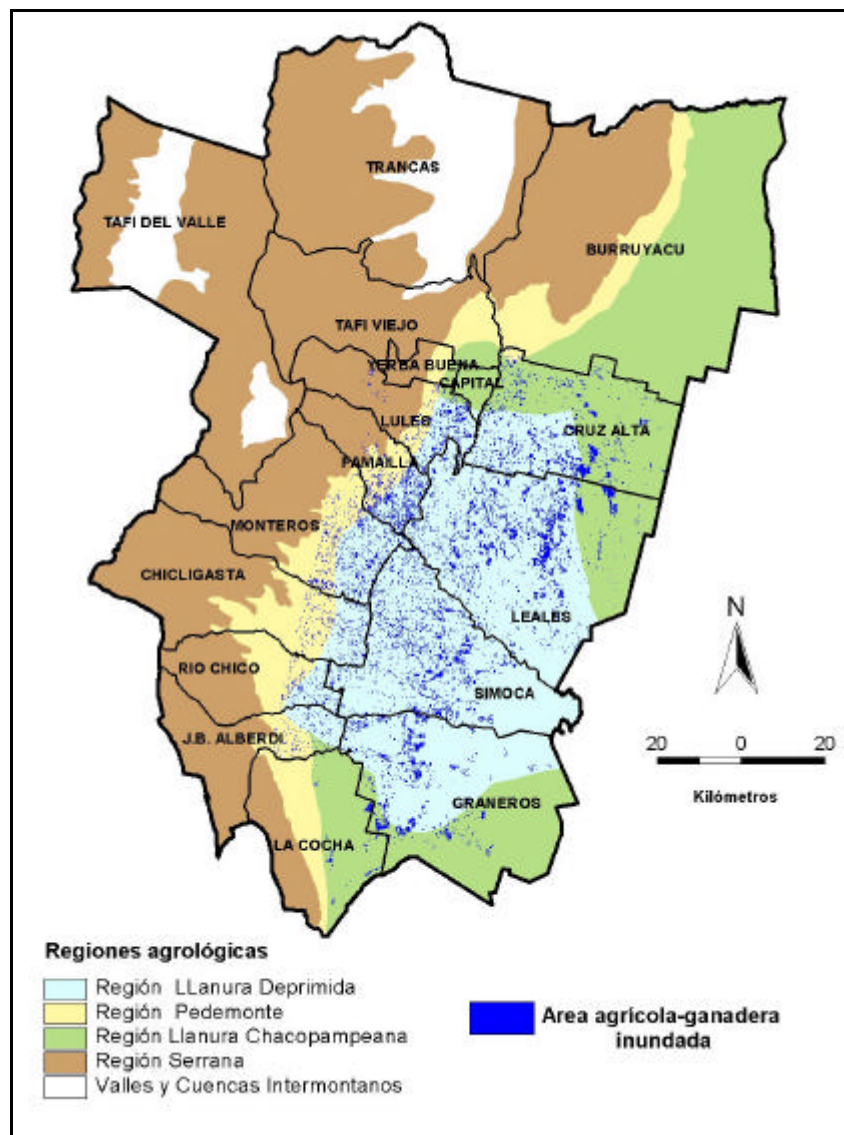 TRANCAS
TAFI DEL VALLE
BURRUYACU
TAFI VIEJO
YERBA BUENA
CAPITAL
LULES
CRUZ ALTA
FAMAILLA
MONTEROS
CHICLIGASTA
LEALES
N
RIO CHICO
SIMOCA
J.B. ALBERDI
20 0 20
Kilómetros
GRANEROS
LA COCHA
Regiones agrológicas
Región LLanura Deprimida
Región Pedemonte
Región Llanura Chacopampeana
Región Serrana
Valles y Cuencas Intermontanos
Area agrícola-ganadera
inundada